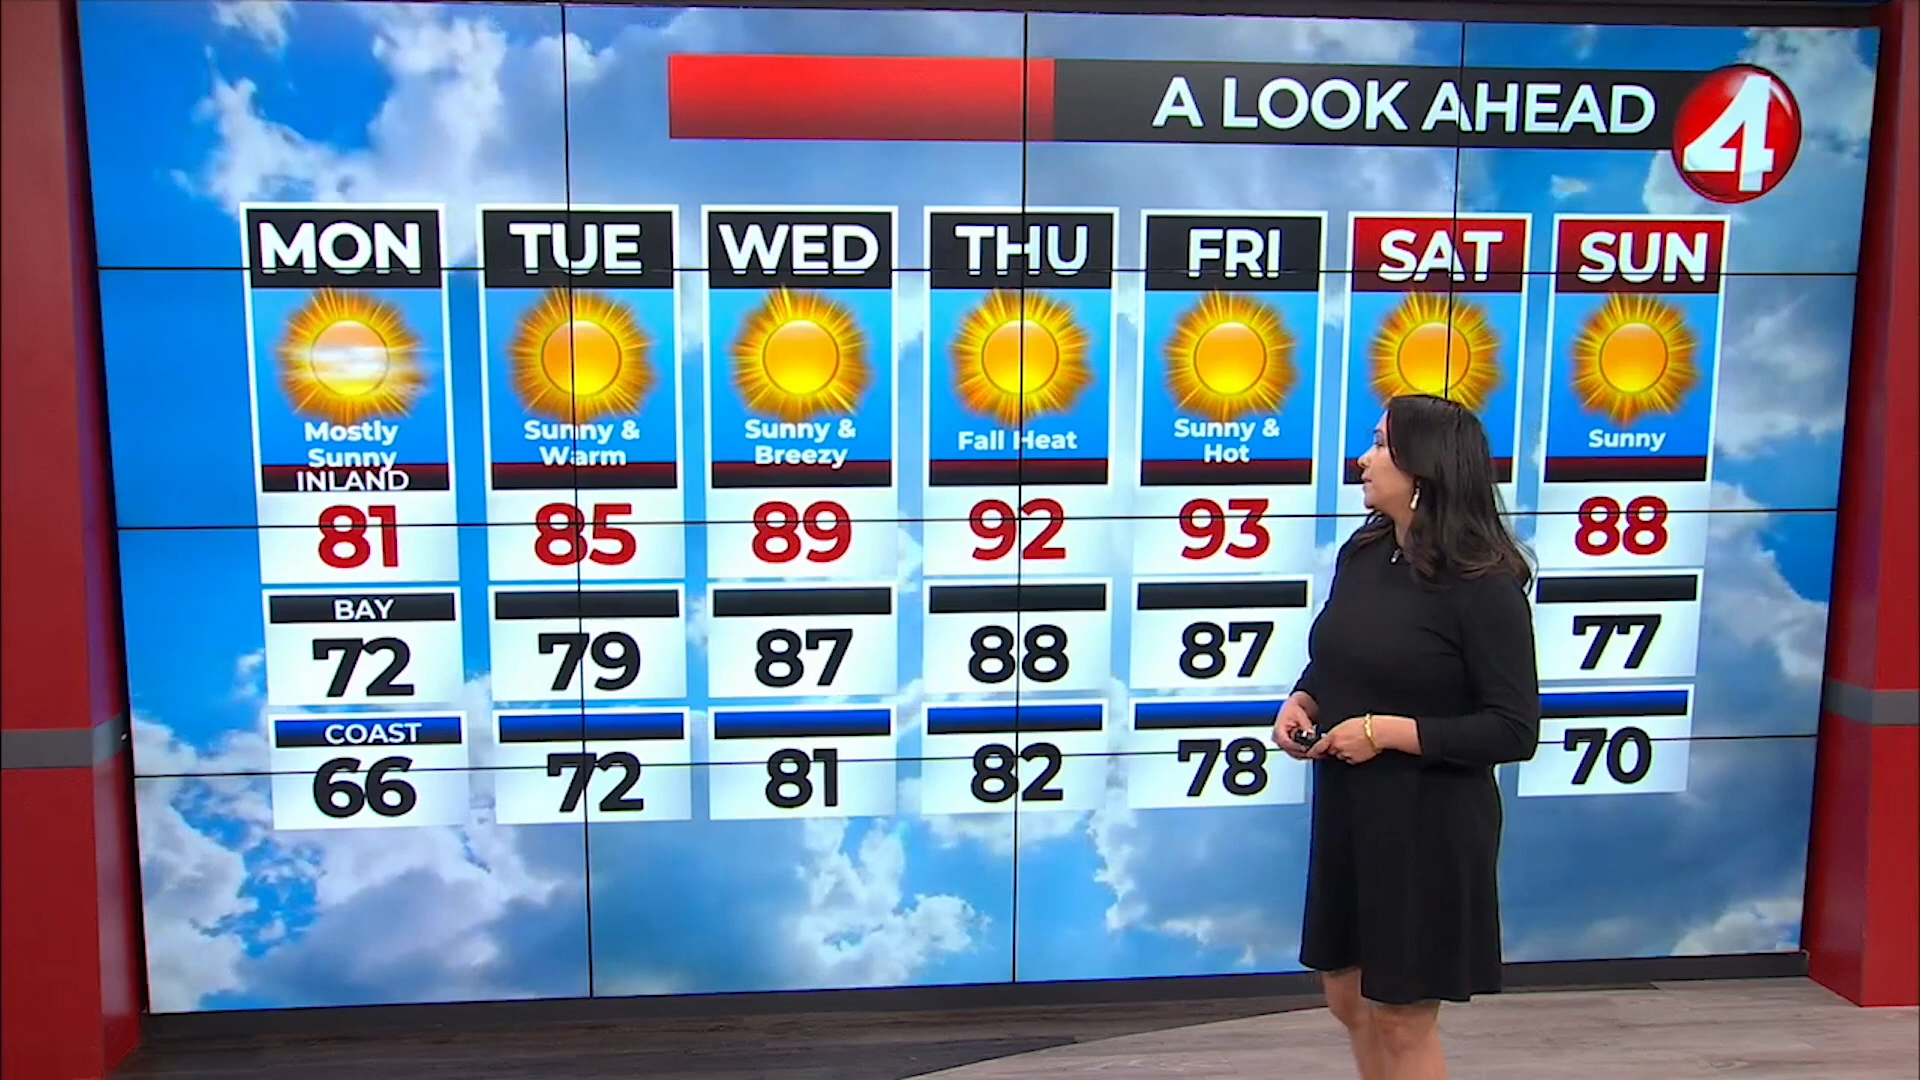 A LOOK AHEAD
4
MON TUE WED THU FRI SAT SUN
Mostly Sunny
Sunny & Warm
Sunny & Breezy
Fall Heat
Sunny & Hot
Sunny
INLAND
81 85 89 92 93 88
BAY
72 79 87 88 87 77
COAST
66 72 81 82 78 70